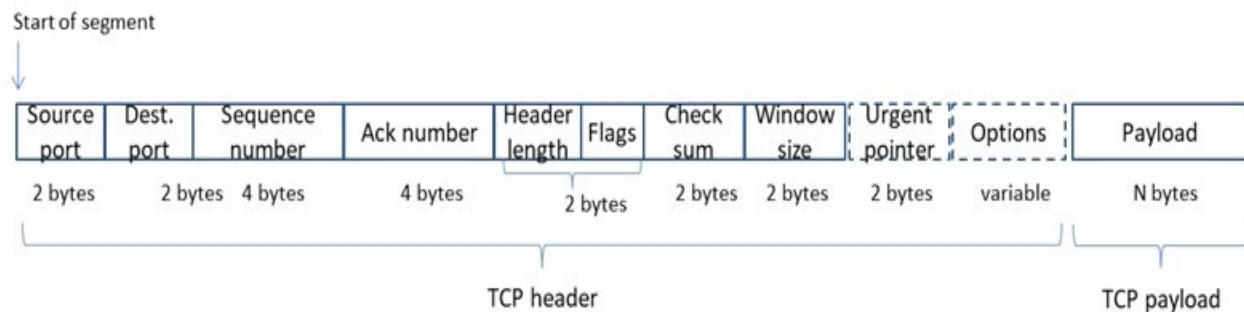 Start of segment
Source port
Dest. port
Sequence number
Ack number
Header length
Flags
Check sum
Window size
Urgent pointer
Options
Payload
2 bytes
2 bytes
4 bytes
4 bytes
2 bytes
2 bytes
2 bytes
2 bytes
variable
N bytes
TCP header
TCP payload